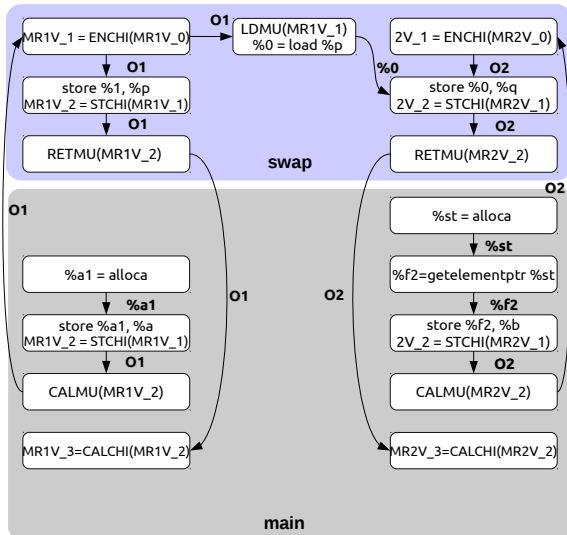 MR1V_1 = ENCHI(MR1V_0)
O1
LDMU(MR1V_1)
%0 = load %p
2V_1 = ENCHI(MR2V_0)
O1
%0
O2
store %1, %p
MR1V_2 = STCHI(MR1V_1)
store %0, %q
2V_2 = STCHI(MR2V_1)
O1
O2
RETMU(MR1V_2)
swap
RETMU(MR2V_2)
O1
O2
%st = alloca
%st
%a1 = alloca
O1
O2
%f2=getelementptr %st
%a1
%f2
store %a1, %a
MR1V_2 = STCHI(MR1V_1)
store %f2, %b
2V_2 = STCHI(MR2V_1)
O1
O2
CALMU(MR1V_2)
CALMU(MR2V_2)
MR1V_3=CALCHI(MR1V_2)
MR2V_3=CALCHI(MR2V_2)
main